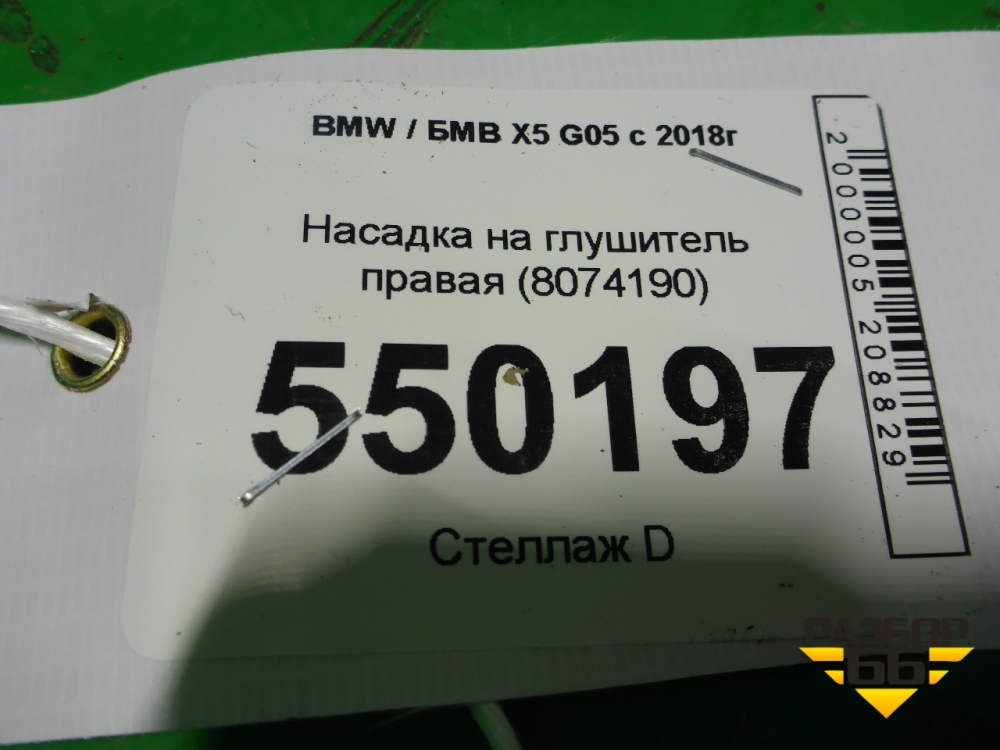 BMW / БМВ X5 G05 с 2018г
Насадка на глушитель
правая (8074190)
550197
Стеллаж D
2000005208829
РАЗБОР
66